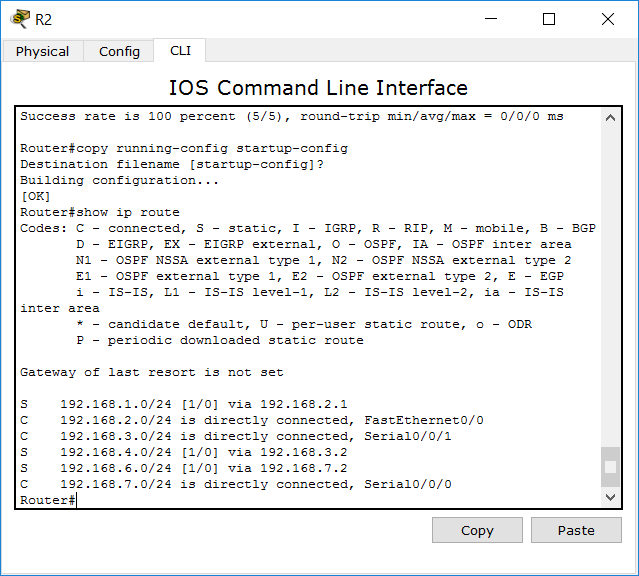 R2
Physical Config CLI
IOS Command Line Interface
Success rate is 100 percent (5/5), round-trip min/avg/max = 0/0/0 ms
Router#copy running-config startup-config
Destination filename [startup-config]?
Building configuration...
[OK]
Router#show ip route
Codes: C - connected, S - static, I - IGRP, R - RIP, M - mobile, B - BGP
D - EIGRP, EX - EIGRP external, O - OSPF, IA - OSPF inter area
N1 - OSPF NSSA external type 1, N2 - OSPF NSSA external type 2
E1 - OSPF external type 1, E2 - OSPF external type 2, E - EGP
i - IS-IS, L1 - IS-IS level-1, L2 - IS-IS level-2, ia - IS-IS
inter area
* - candidate default, U - per-user static route, o - ODR
P - periodic downloaded static route
Gateway of last resort is not set
S 192.168.1.0/24 [1/0] via 192.168.2.1
C 192.168.2.0/24 is directly connected, FastEthernet0/0
C 192.168.3.0/24 is directly connected, Serial0/0/1
S 192.168.4.0/24 [1/0] via 192.168.3.2
S 192.168.6.0/24 [1/0] via 192.168.7.2
C 192.168.7.0/24 is directly connected, Serial0/0/0
Router#
Copy Paste